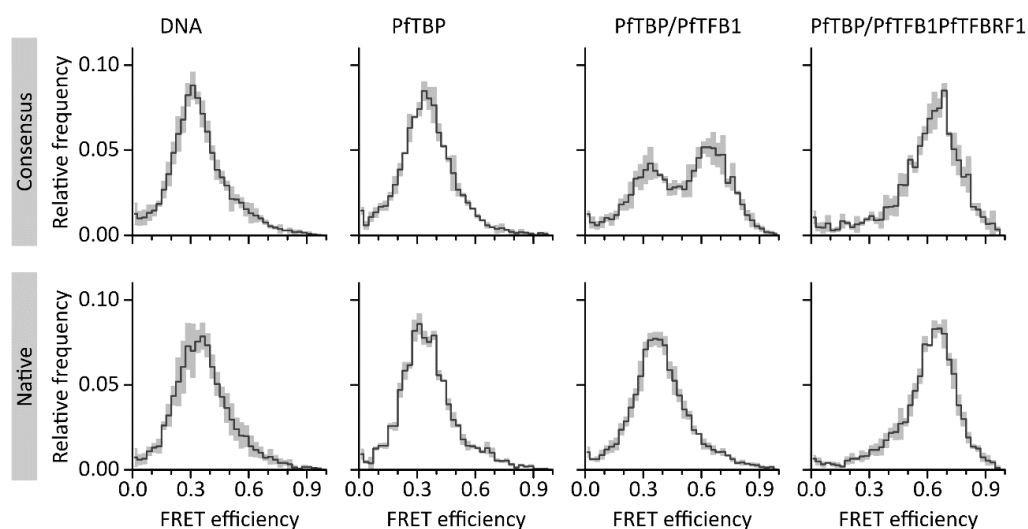 DNA PfTBP PfTBP/PfTFB1 PfTBP/PfTFB1PfTFBRF1
Consensus
Relative frequency
0.10
0.05
0.00
Native
Relative frequency
0.10
0.05
0.00
0.0 0.3 0.6 0.9 0.0 0.3 0.6 0.9 0.0 0.3 0.6 0.9 0.0 0.3 0.6 0.9
FRET efficiency FRET efficiency FRET efficiency FRET efficiency